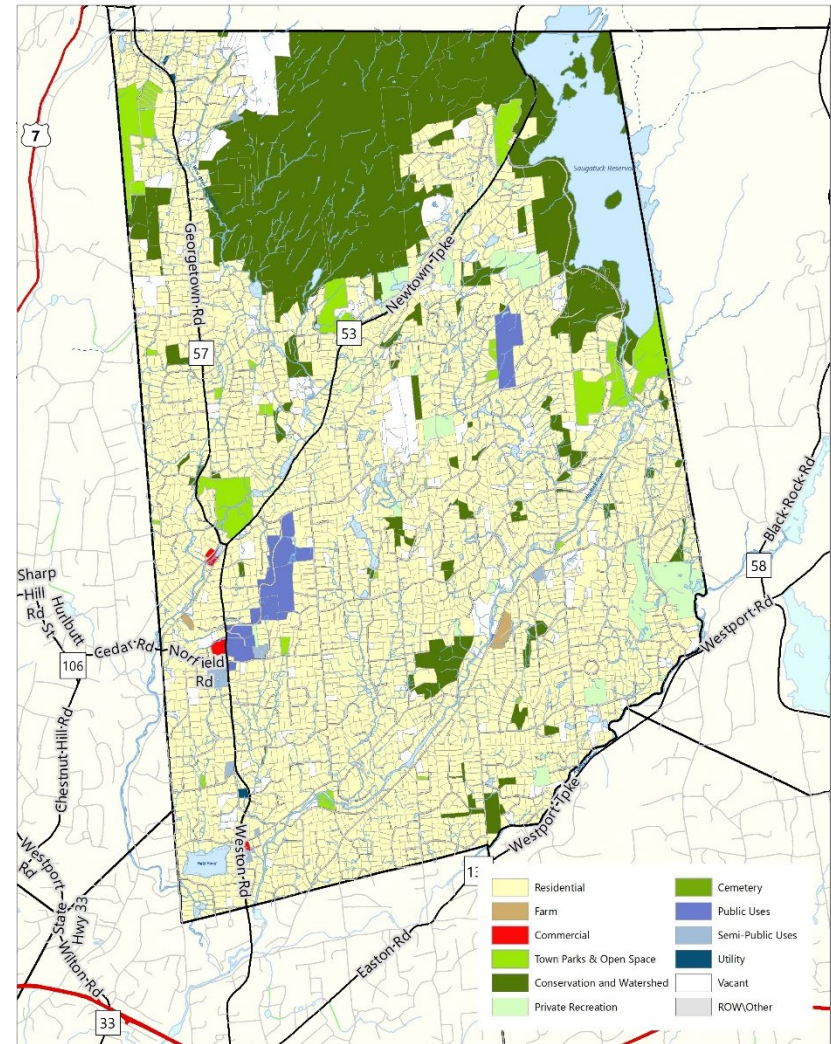 7
Saugatuck Reservoir
Georgetown Rd
Newtown-Tpke
53
57
Black-Rock-Rd
58
Sharp
Hill
Rd
Hurlbutt
St
106
Cedar-Rd
Norfield
Rd
Westport-Rd
Chestnut-Hill-Rd
Westport-Tpke
Weston-Rd
Westport
Rd
State
Hwy 33
Wilton-Rd
Easton-Rd
33
Residential
Farm
Commercial
Town Parks & Open Space
Conservation and Watershed
Private Recreation
Cemetery
Public Uses
Semi-Public Uses
Utility
Vacant
ROW\Other